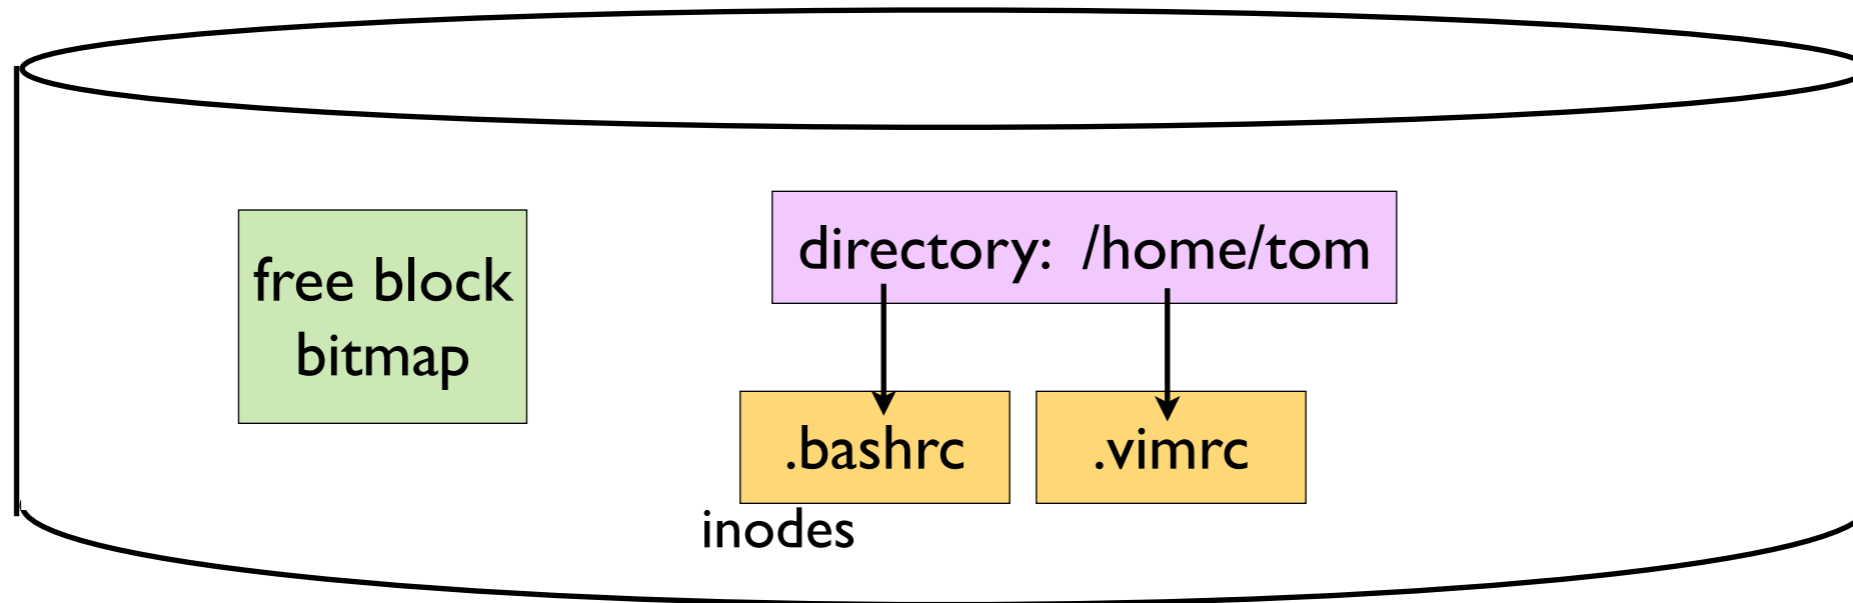 free block
bitmap
directory: /home/tom
.bashrc
.vimrc
inodes